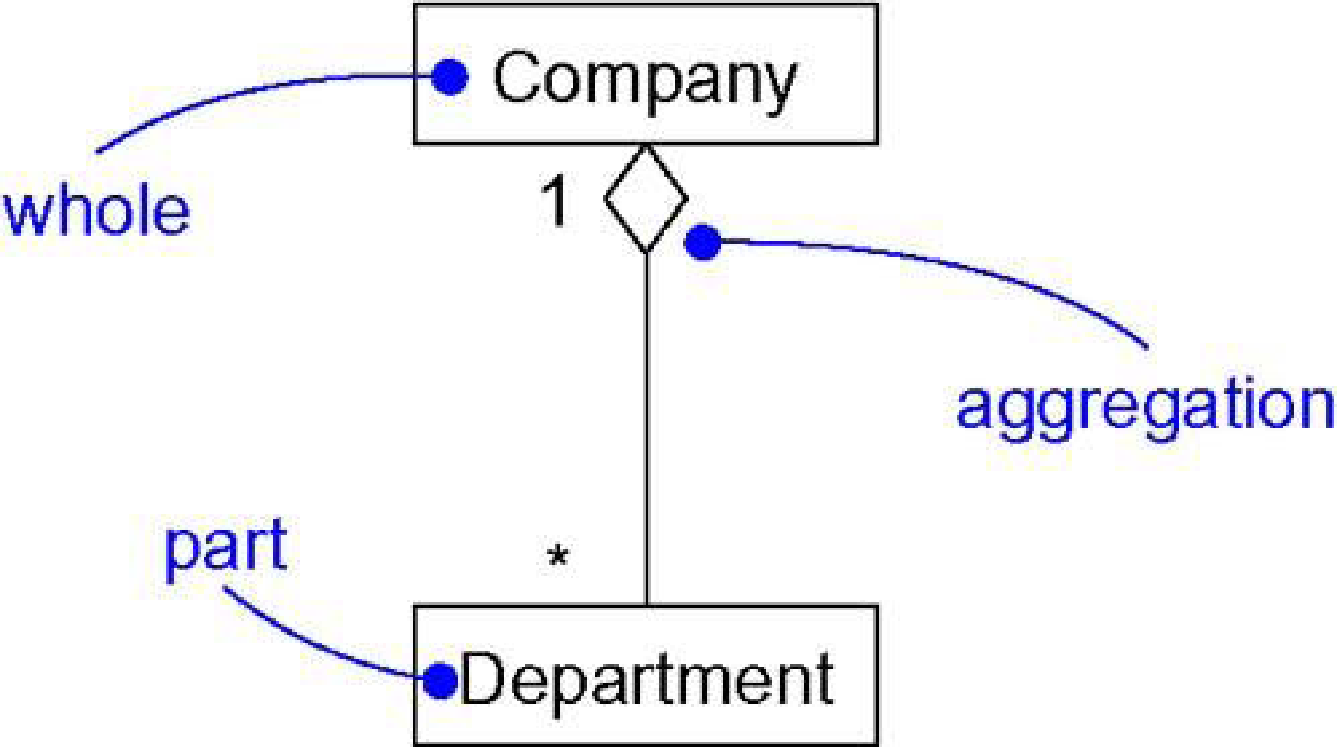 Company
whole
1
aggregation
part
*
Department